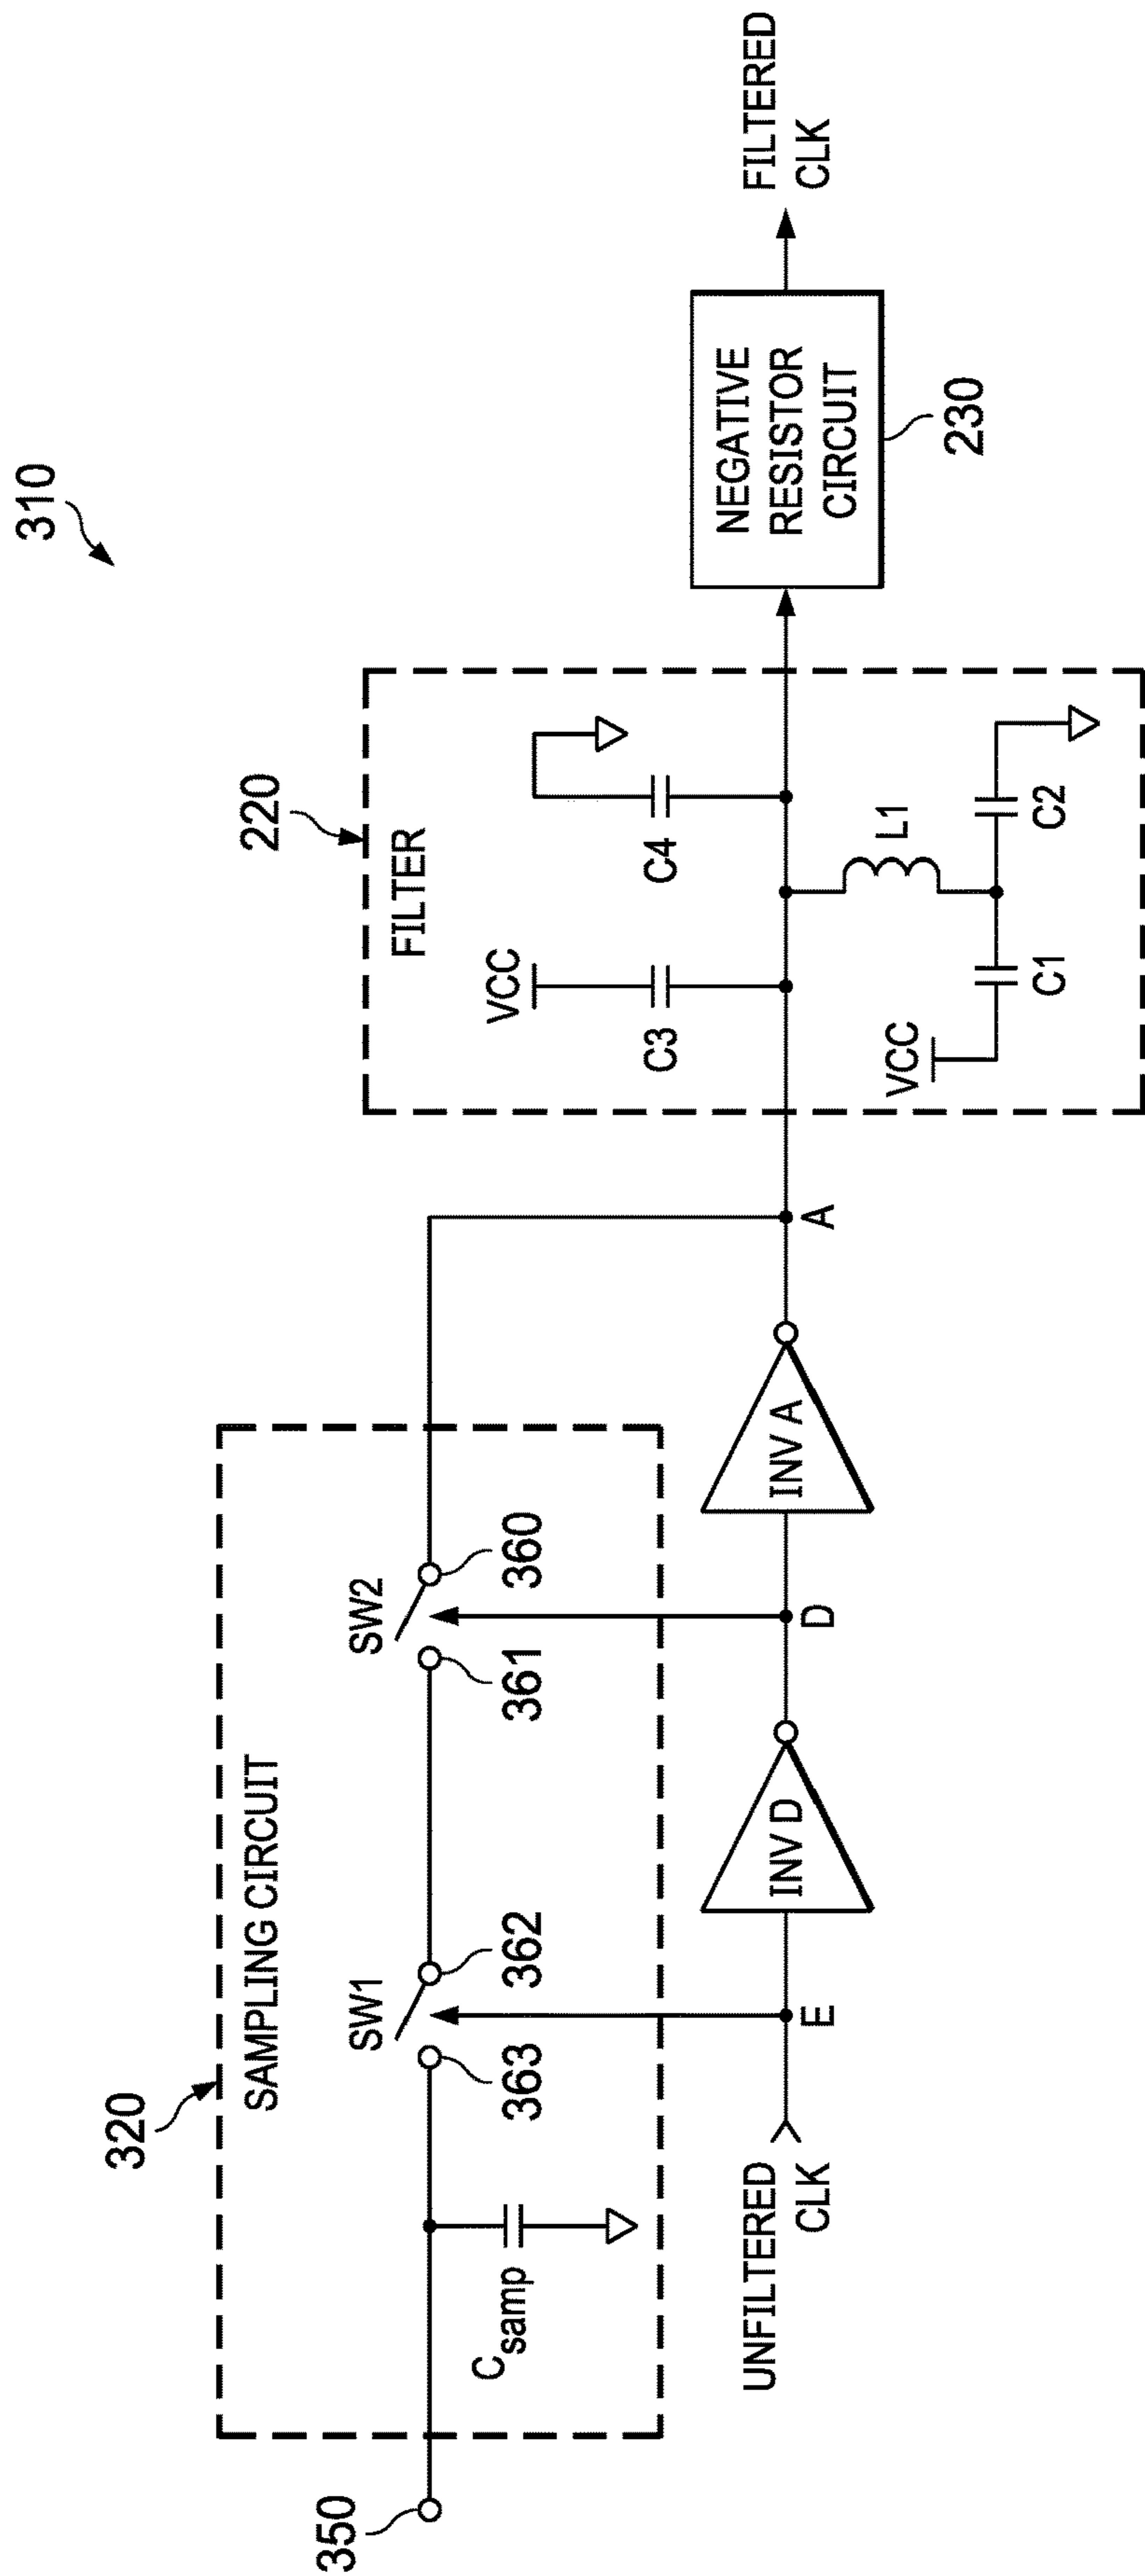 310
320
SAMPLING CIRCUIT
350
C samp
363
SW1
362
361
SW2
360
UNFILTERED
CLK
E
INV D
D
INV A
A
220
FILTER
VCC
C3
C4
VCC
C1
L1
C2
NEGATIVE
RESISTOR
CIRCUIT
230
FILTERED
CLK